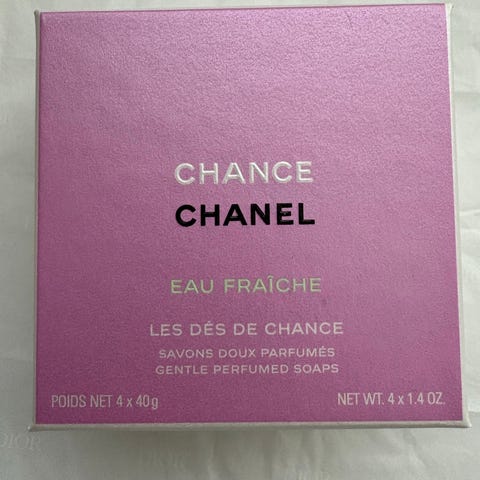 CHANCE
CHANEL
EAU FRAÎCHE
LES DÉS DE CHANCE
SAVONS DOUX PARFUMÉS
GENTLE PERFUMED SOAPS
POIDS NET 4 x 40g
NET WT. 4 x 1.4 OZ.
DIOR